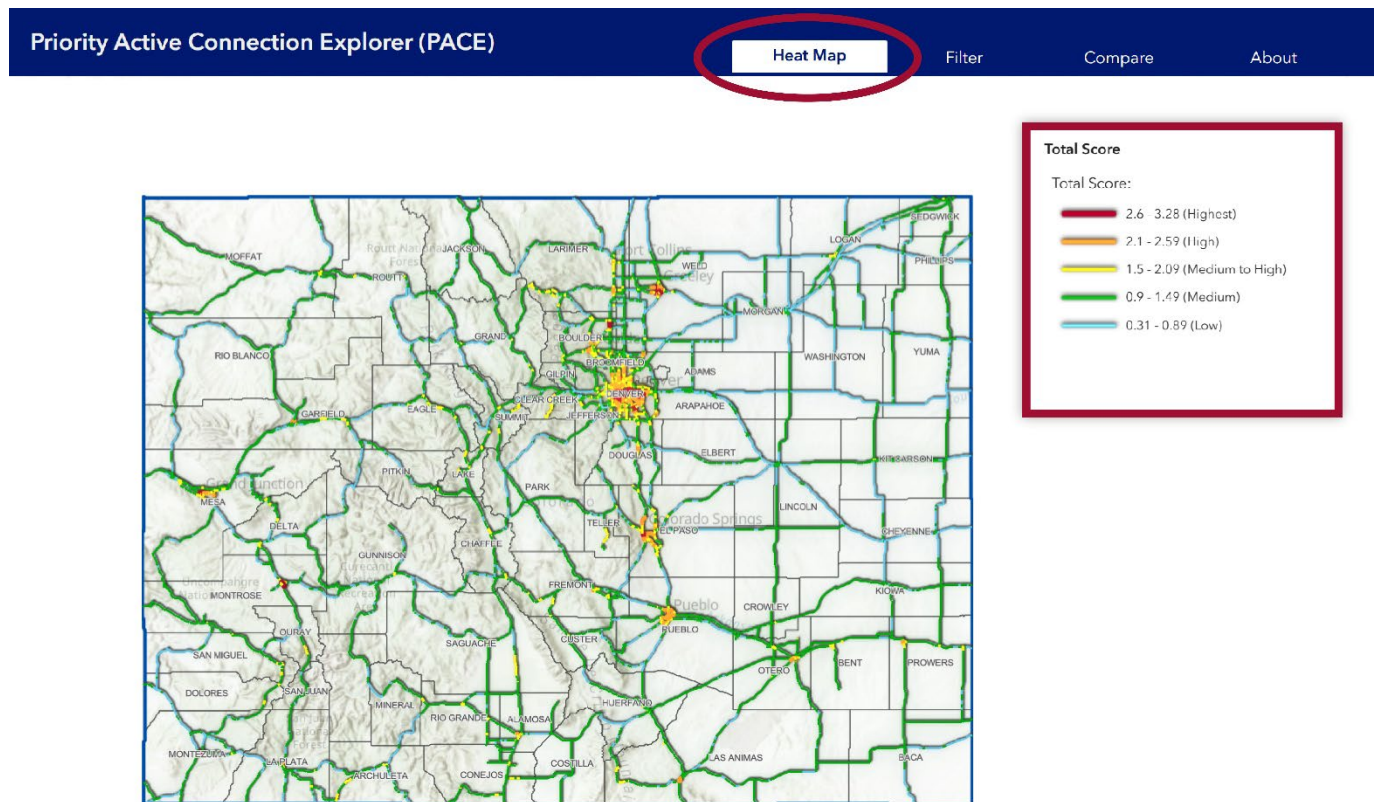 Priority Active Connection Explorer (PACE)
Heat Map
Filter
Compare
About
Total Score
Total Score:
2.6 - 3.28 (Highest)
2.1 - 2.59 (High)
1.5 - 2.09 (Medium to High)
0.9 - 1.49 (Medium)
0.31 - 0.89 (Low)
SEDGWICK
LOGAN
MOFFAT
JACKSON
LARIMER
PHILLIPS
WELD
Greeley
ROUTT
MORGAN
GRAND
BOULDER
RIO BLANCO
WASHINGTON
YUMA
BROOMFIELD
GILPIN
ADAMS
DENVER
CLEAR CREEK
ARAPAHOE
GARFIELD
EAGLE
SUMMIT
JEFFERSON
DOUGLAS
ELBERT
KIT CARSON
PITKIN
LAKE
Grand Junction
PARK
MESA
LINCOLN
DELTA
TELLER
Colorado Springs
EL PASO
CHEYENNE
CHAFFEE
GUNNISON
Uncompahgre
MONTROSE
FREMONT
KIOWA
Pueblo
CROWLEY
PUEBLO
OURAY
SAGUACHE
CUSTER
SAN MIGUEL
OTERO
BENT
PROWERS
DOLORES
SAN JUAN
MINERAL
HUERFANO
RIO GRANDE
ALAMOSA
MONTEZUMA
LA PLATA
COSTILLA
LAS ANIMAS
BACA
ARCHULETA
CONEJOS